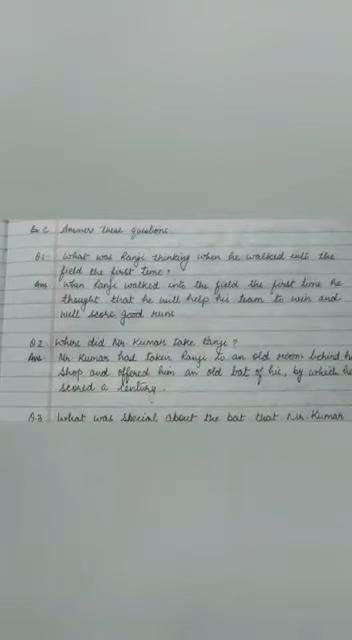 Ex C Answer these questions
Q1. What was Ranji thinking when he walked into the
field the first time?
Ans When Ranji walked into the field the first time he
thought that he will help his team to win and
will score good runs
Q2. Where did Mr. Kumar take Ranji?
Ans Mr. Kumar had taken Ranji to an old room behind h
shop and offered him an old bat of his, by which he
scored a century.
Q3 What was special about the bat that Mr. Kumar